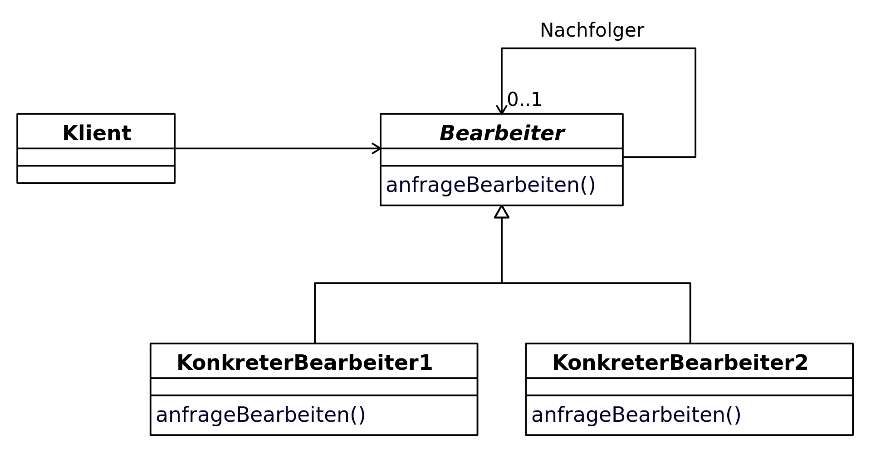 Nachfolger
0..1
Klient
Bearbeiter
anfrageBearbeiten()
KonkreterBearbeiter1
anfrageBearbeiten()
KonkreterBearbeiter2
anfrageBearbeiten()